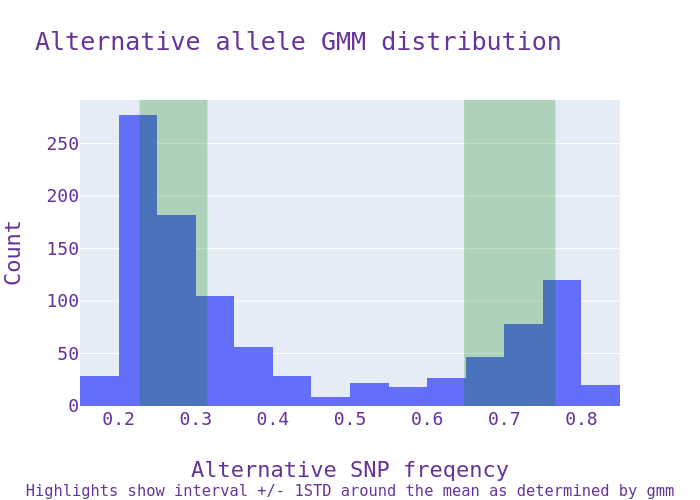 Alternative allele GMM distribution
250
200
150
100
50
0
Count
0.2 0.3 0.4 0.5 0.6 0.7 0.8
Alternative SNP freqency
Highlights show interval +/- 1STD around the mean as determined by gmm